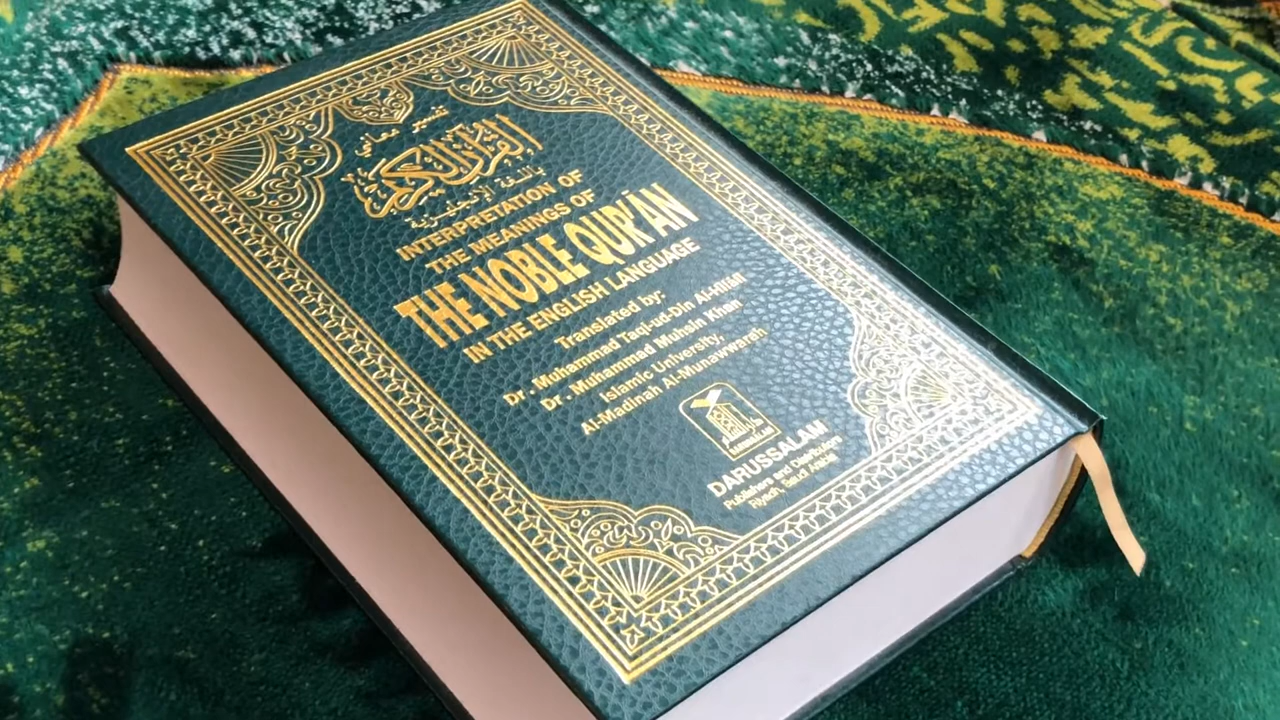 تفسير معاني
القرآن الكريم
باللغة الإنجليزية
INTERPRETATION OF
THE MEANINGS OF
THE NOBLE QUR'ÂN
IN THE ENGLISH LANGUAGE
Translated by:
Dr. Muhammad Taqi-ud-Din Al-Hilali
Dr. Muhammad Muhsin Khan
Islamic University,
Al-Madinah Al-Munawwarah
DARUSSALAM
DARUSSALAM
Publishers and Distributors
Riyadh, Saudi Arabia